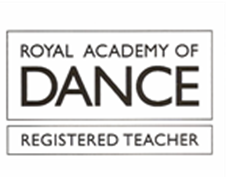 ROYAL ACADEMY OF
DANCE
REGISTERED TEACHER